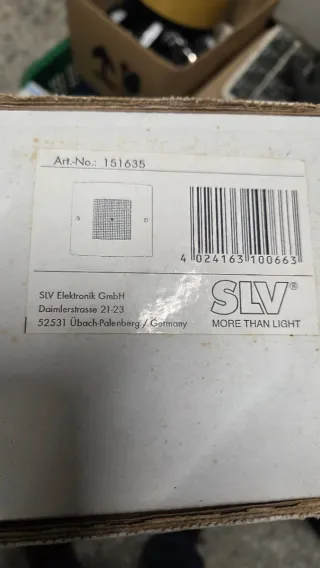 Art.-No.: 151635
4 024163 100663
SLV Elektronik GmbH
Daimlerstrasse 21-23
52531 Übach-Palenberg / Germany
SLV®
MORE THAN LIGHT